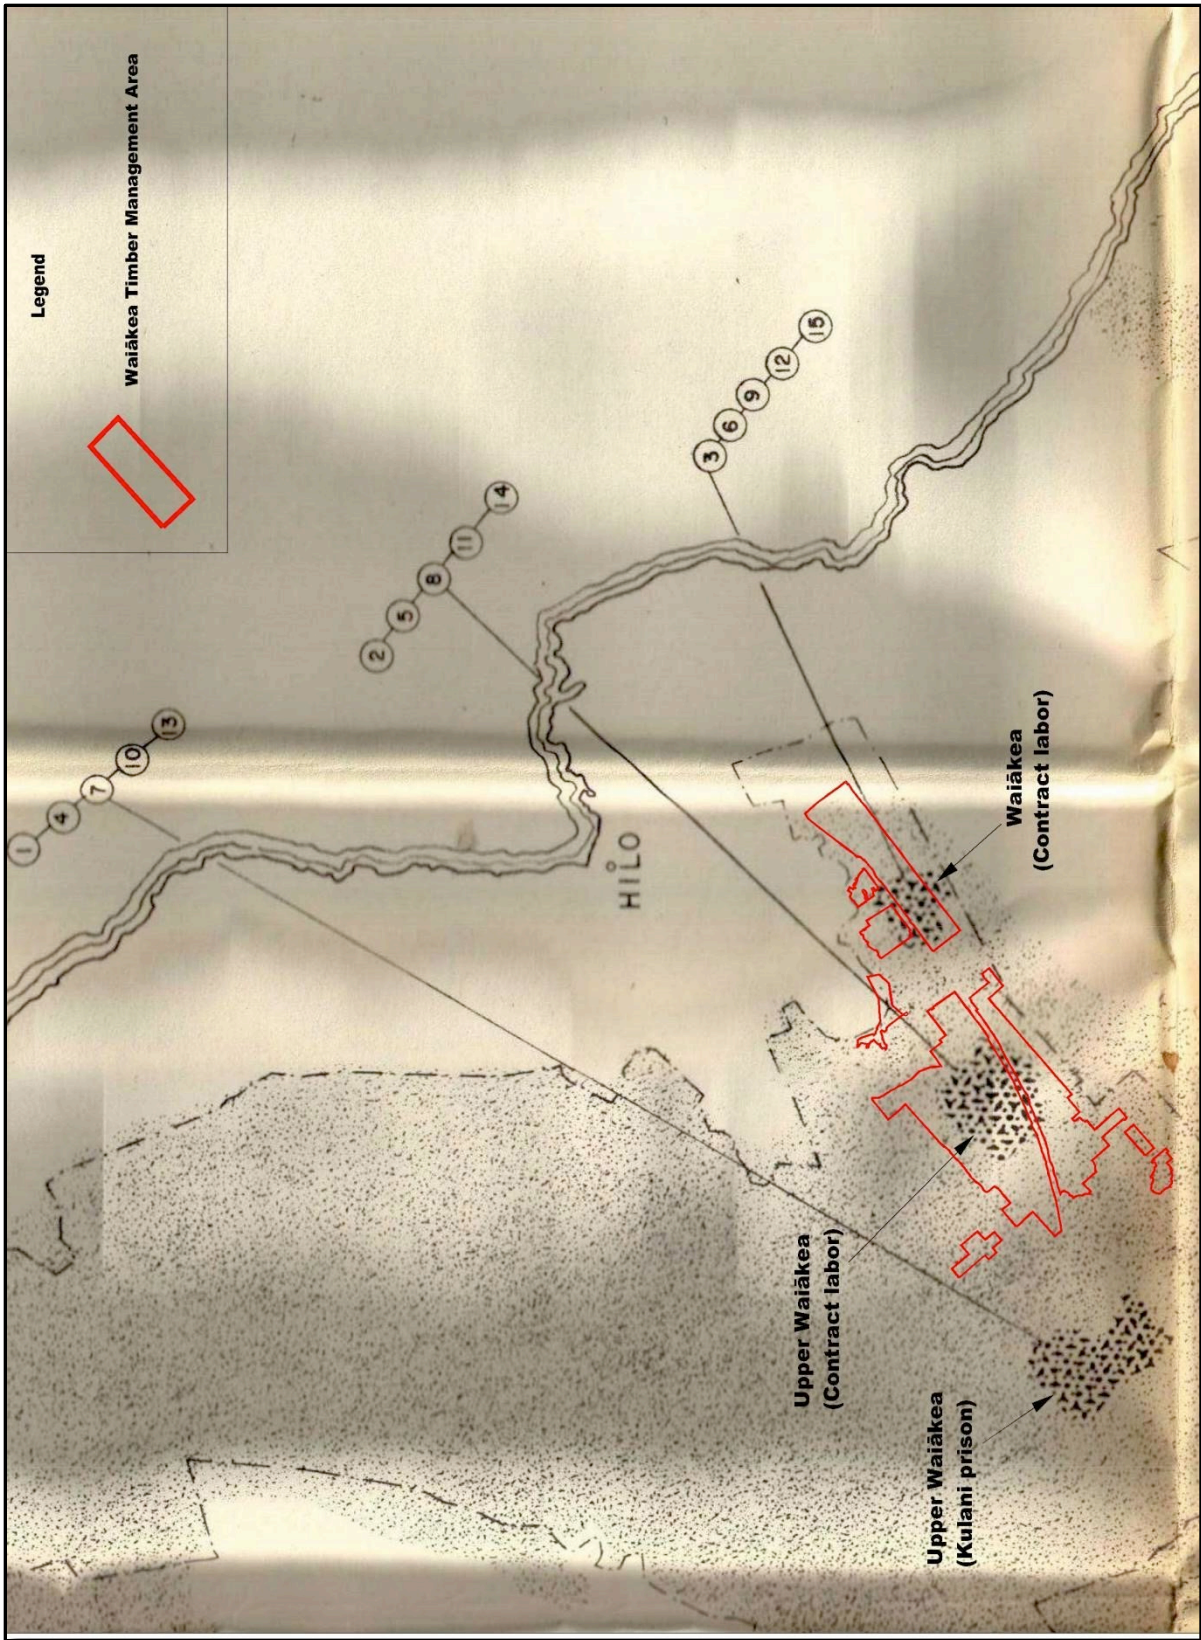 Legend
Waiākea Timber Management Area
1 4 7 10 13
2 5 8 11 14
3 6 9 12 15
HILO
Waiākea
(Contract labor)
Upper Waiākea
(Contract labor)
Upper Waiākea
(Kulani prison)